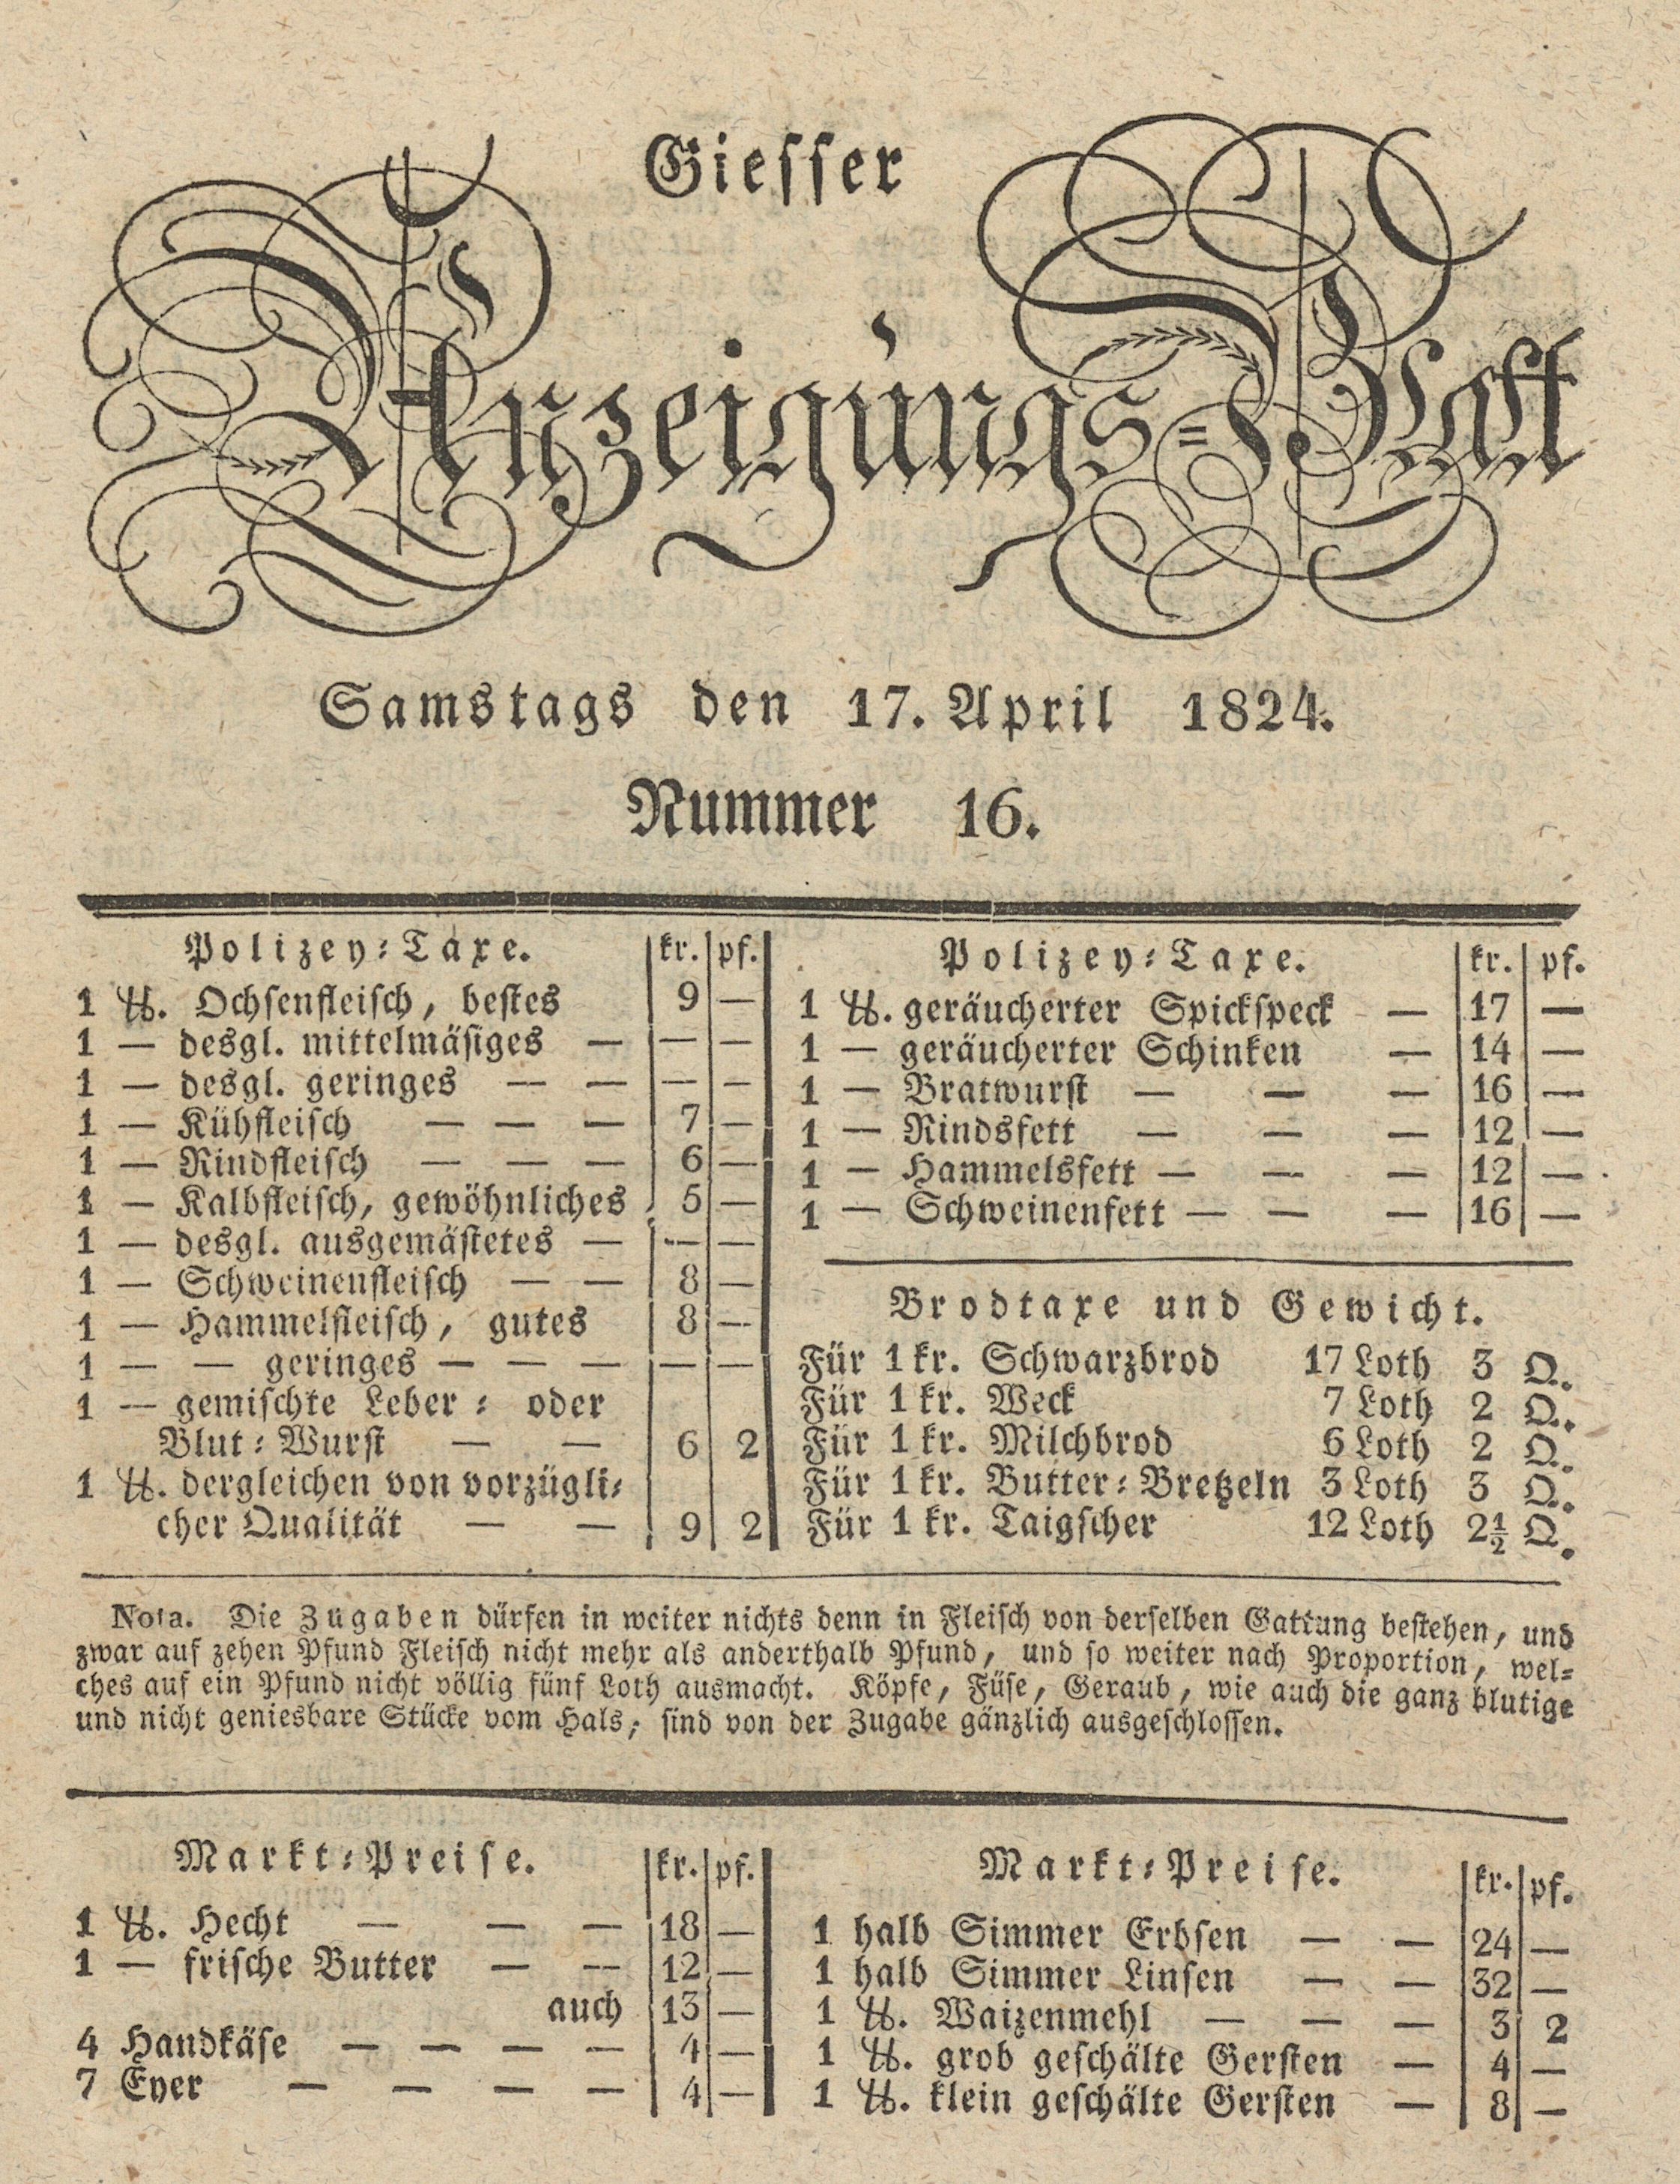 Giesser
Anzeigungs=Blatt
Samstags den 17. April 1824.
Nummer 16.
Polizey=Taxe. kr. pf.
1 ℔. Ochsenfleisch, bestes 9 —
1 — desgl. mittelmäsiges — — —
1 — desgl. geringes — — — —
1 — Kühfleisch — — — 7 —
1 — Rindfleisch — — — 6 —
1 — Kalbfleisch, gewöhnliches 5 —
1 — desgl. ausgemästetes — — —
1 — Schweinenfleisch — — 8 —
1 — Hammelfleisch, gutes 8 —
1 — — geringes — — — — —
1 — gemischte Leber= oder
Blut=Wurst — — 6 2
1 ℔. dergleichen von vorzügli=
cher Qualität — — 9 2
Polizey=Taxe. kr. pf.
1 ℔. geräucherter Spickspeck — 17 —
1 — geräucherter Schinken — 14 —
1 — Bratwurst — — — 16 —
1 — Rindsfett — — — 12 —
1 — Hammelsfett — — — 12 —
1 — Schweinenfett — — — 16 —
Brodtaxe und Gewicht.
Für 1 kr. Schwarzbrod 17 Loth 3 Q.
Für 1 kr. Weck 7 Loth 2 Q.
Für 1 kr. Milchbrod 6 Loth 2 Q.
Für 1 kr. Butter=Bretzeln 3 Loth 3 Q.
Für 1 kr. Taigscher 12 Loth 2½ Q.
Nota. Die Zugaben dürfen in weiter nichts denn in Fleisch von derselben Gattung bestehen, und
zwar auf zehen Pfund Fleisch nicht mehr als anderthalb Pfund, und so weiter nach Proportion, wel=
ches auf ein Pfund nicht völlig fünf Loth ausmacht. Köpfe, Füse, Geraub, wie auch die ganz blutige
und nicht geniesbare Stücke vom Hals, sind von der Zugabe gänzlich ausgeschlossen.
Markt=Preise. kr. pf.
1 ℔. Hecht — — — 18 —
1 — frische Butter — — 12 —
auch 13 —
4 Handkäse — — — — 4 —
7 Eyer — — — — 4 —
Markt=Preise. kr. pf.
1 halb Simmer Erbsen — — 24 —
1 halb Simmer Linsen — — 32 —
1 ℔. Waizenmehl — — — 3 2
1 ℔. grob geschälte Gersten — 4 —
1 ℔. klein geschälte Gersten — 8 —